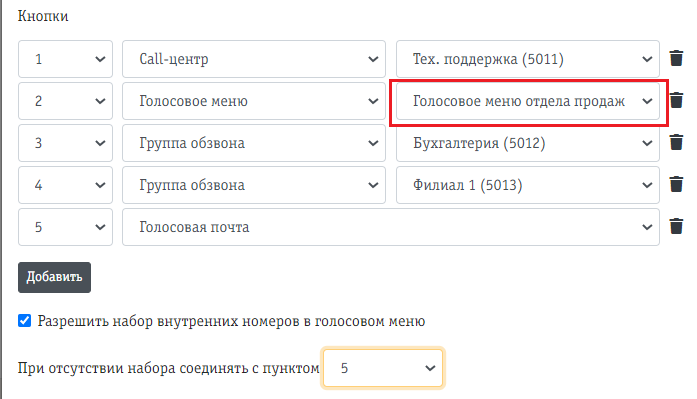 Кнопки
1 Call-центр Тех. поддержка (5011)
2 Голосовое меню Голосовое меню отдела продаж
3 Группа обзвона Бухгалтерия (5012)
4 Группа обзвона Филиал 1 (5013)
5 Голосовая почта
Добавить
Разрешить набор внутренних номеров в голосовом меню
При отсутствии набора соединять с пунктом 5